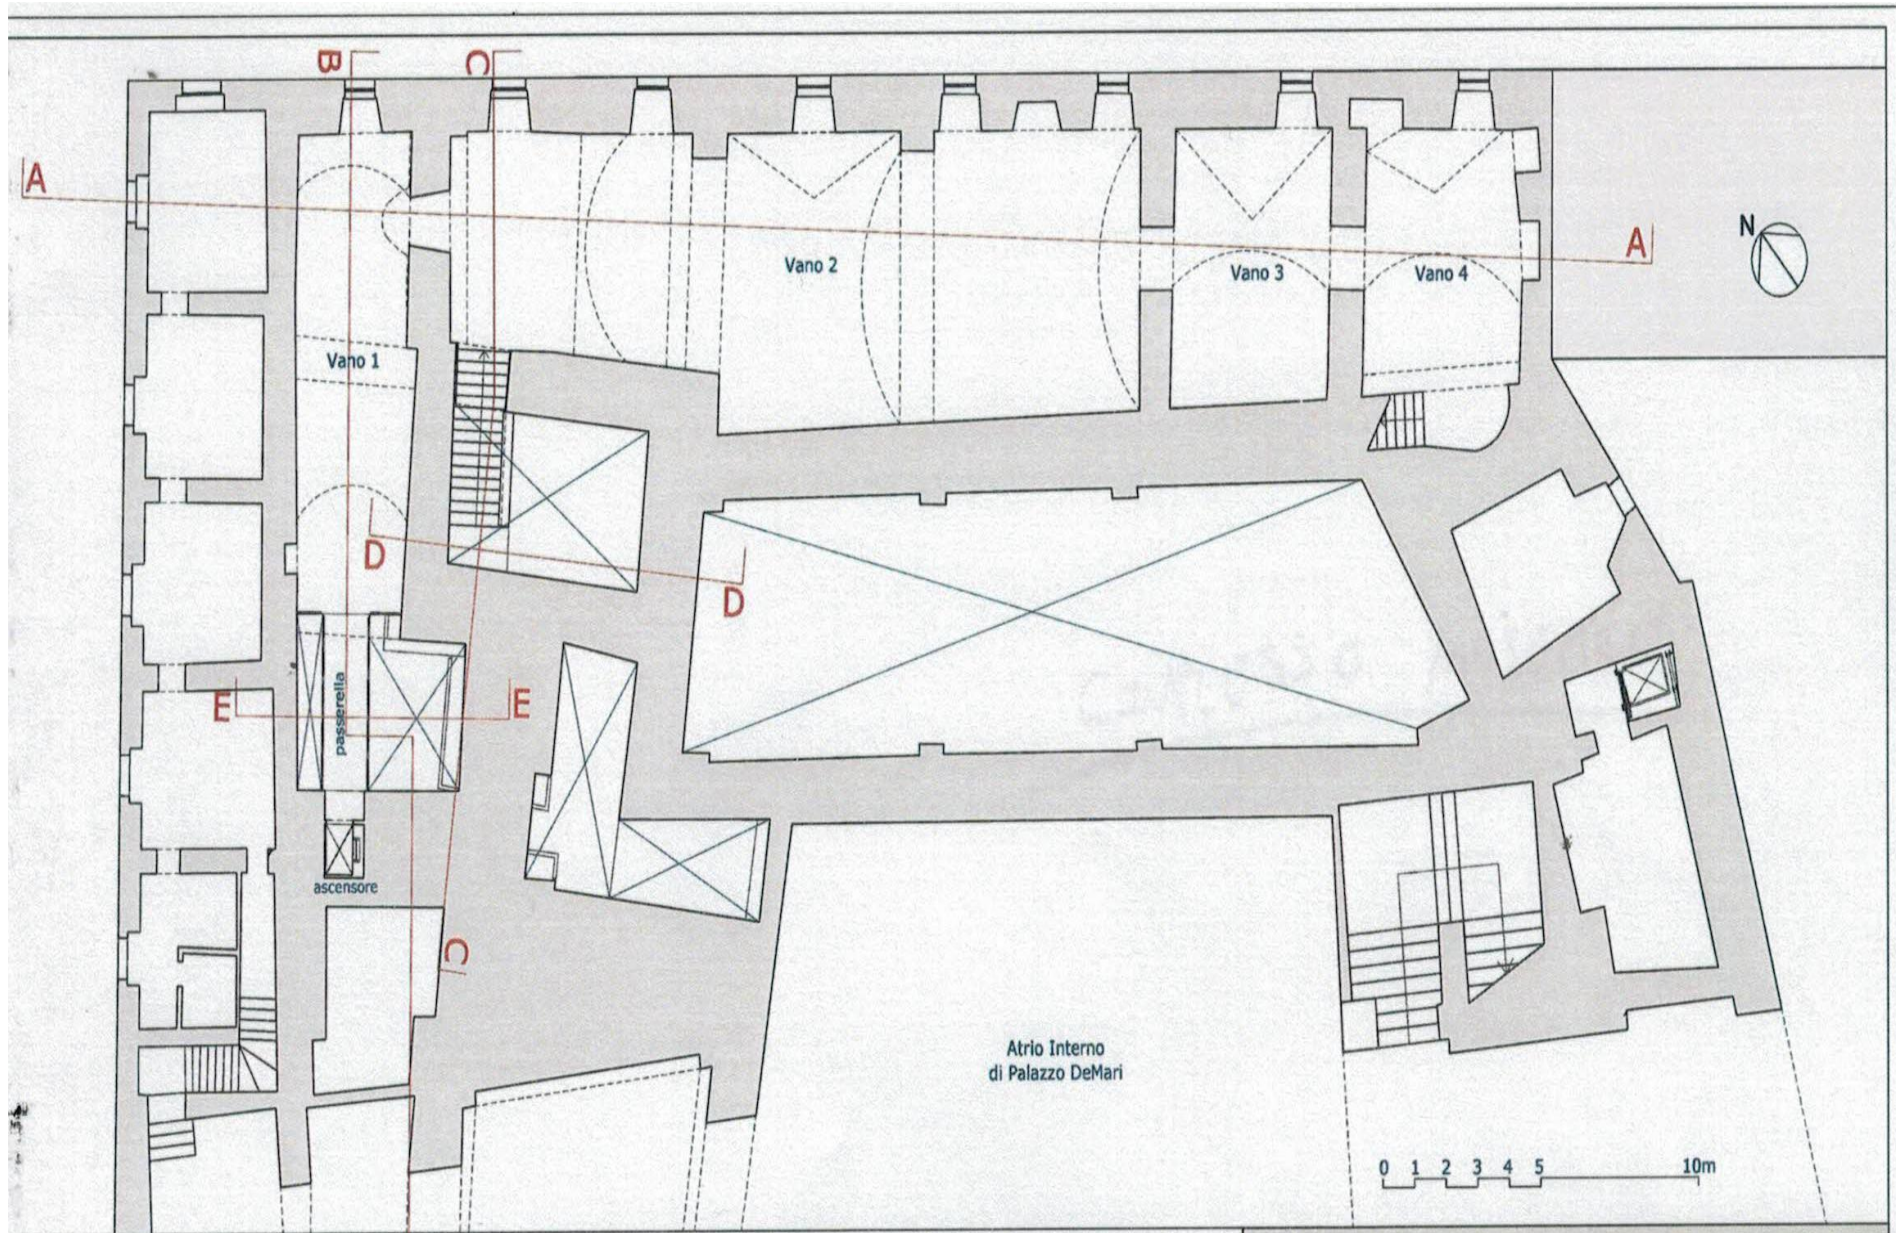 B
C
A
N
A
Vano 2
Vano 3
Vano 4
Vano 1
D
D
E
E
passerella
ascensore
C
Atrio Interno
di Palazzo DeMari
0 1 2 3 4 5 10m